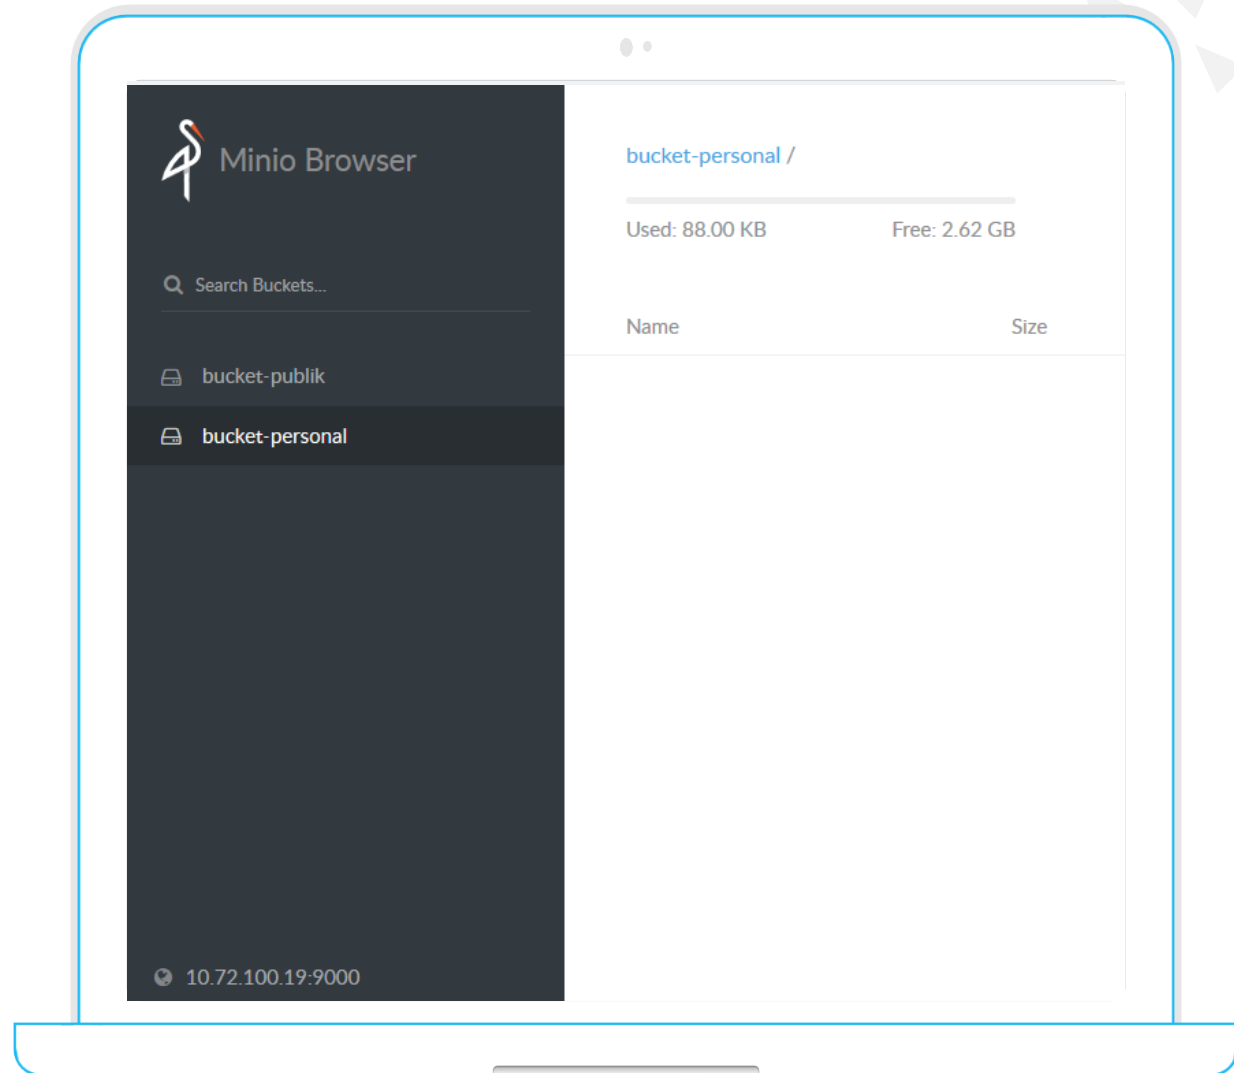 Minio Browser
Search Buckets...
bucket-publik
bucket-personal
10.72.100.19:9000
bucket-personal /
Used: 88.00 KB Free: 2.62 GB
Name Size